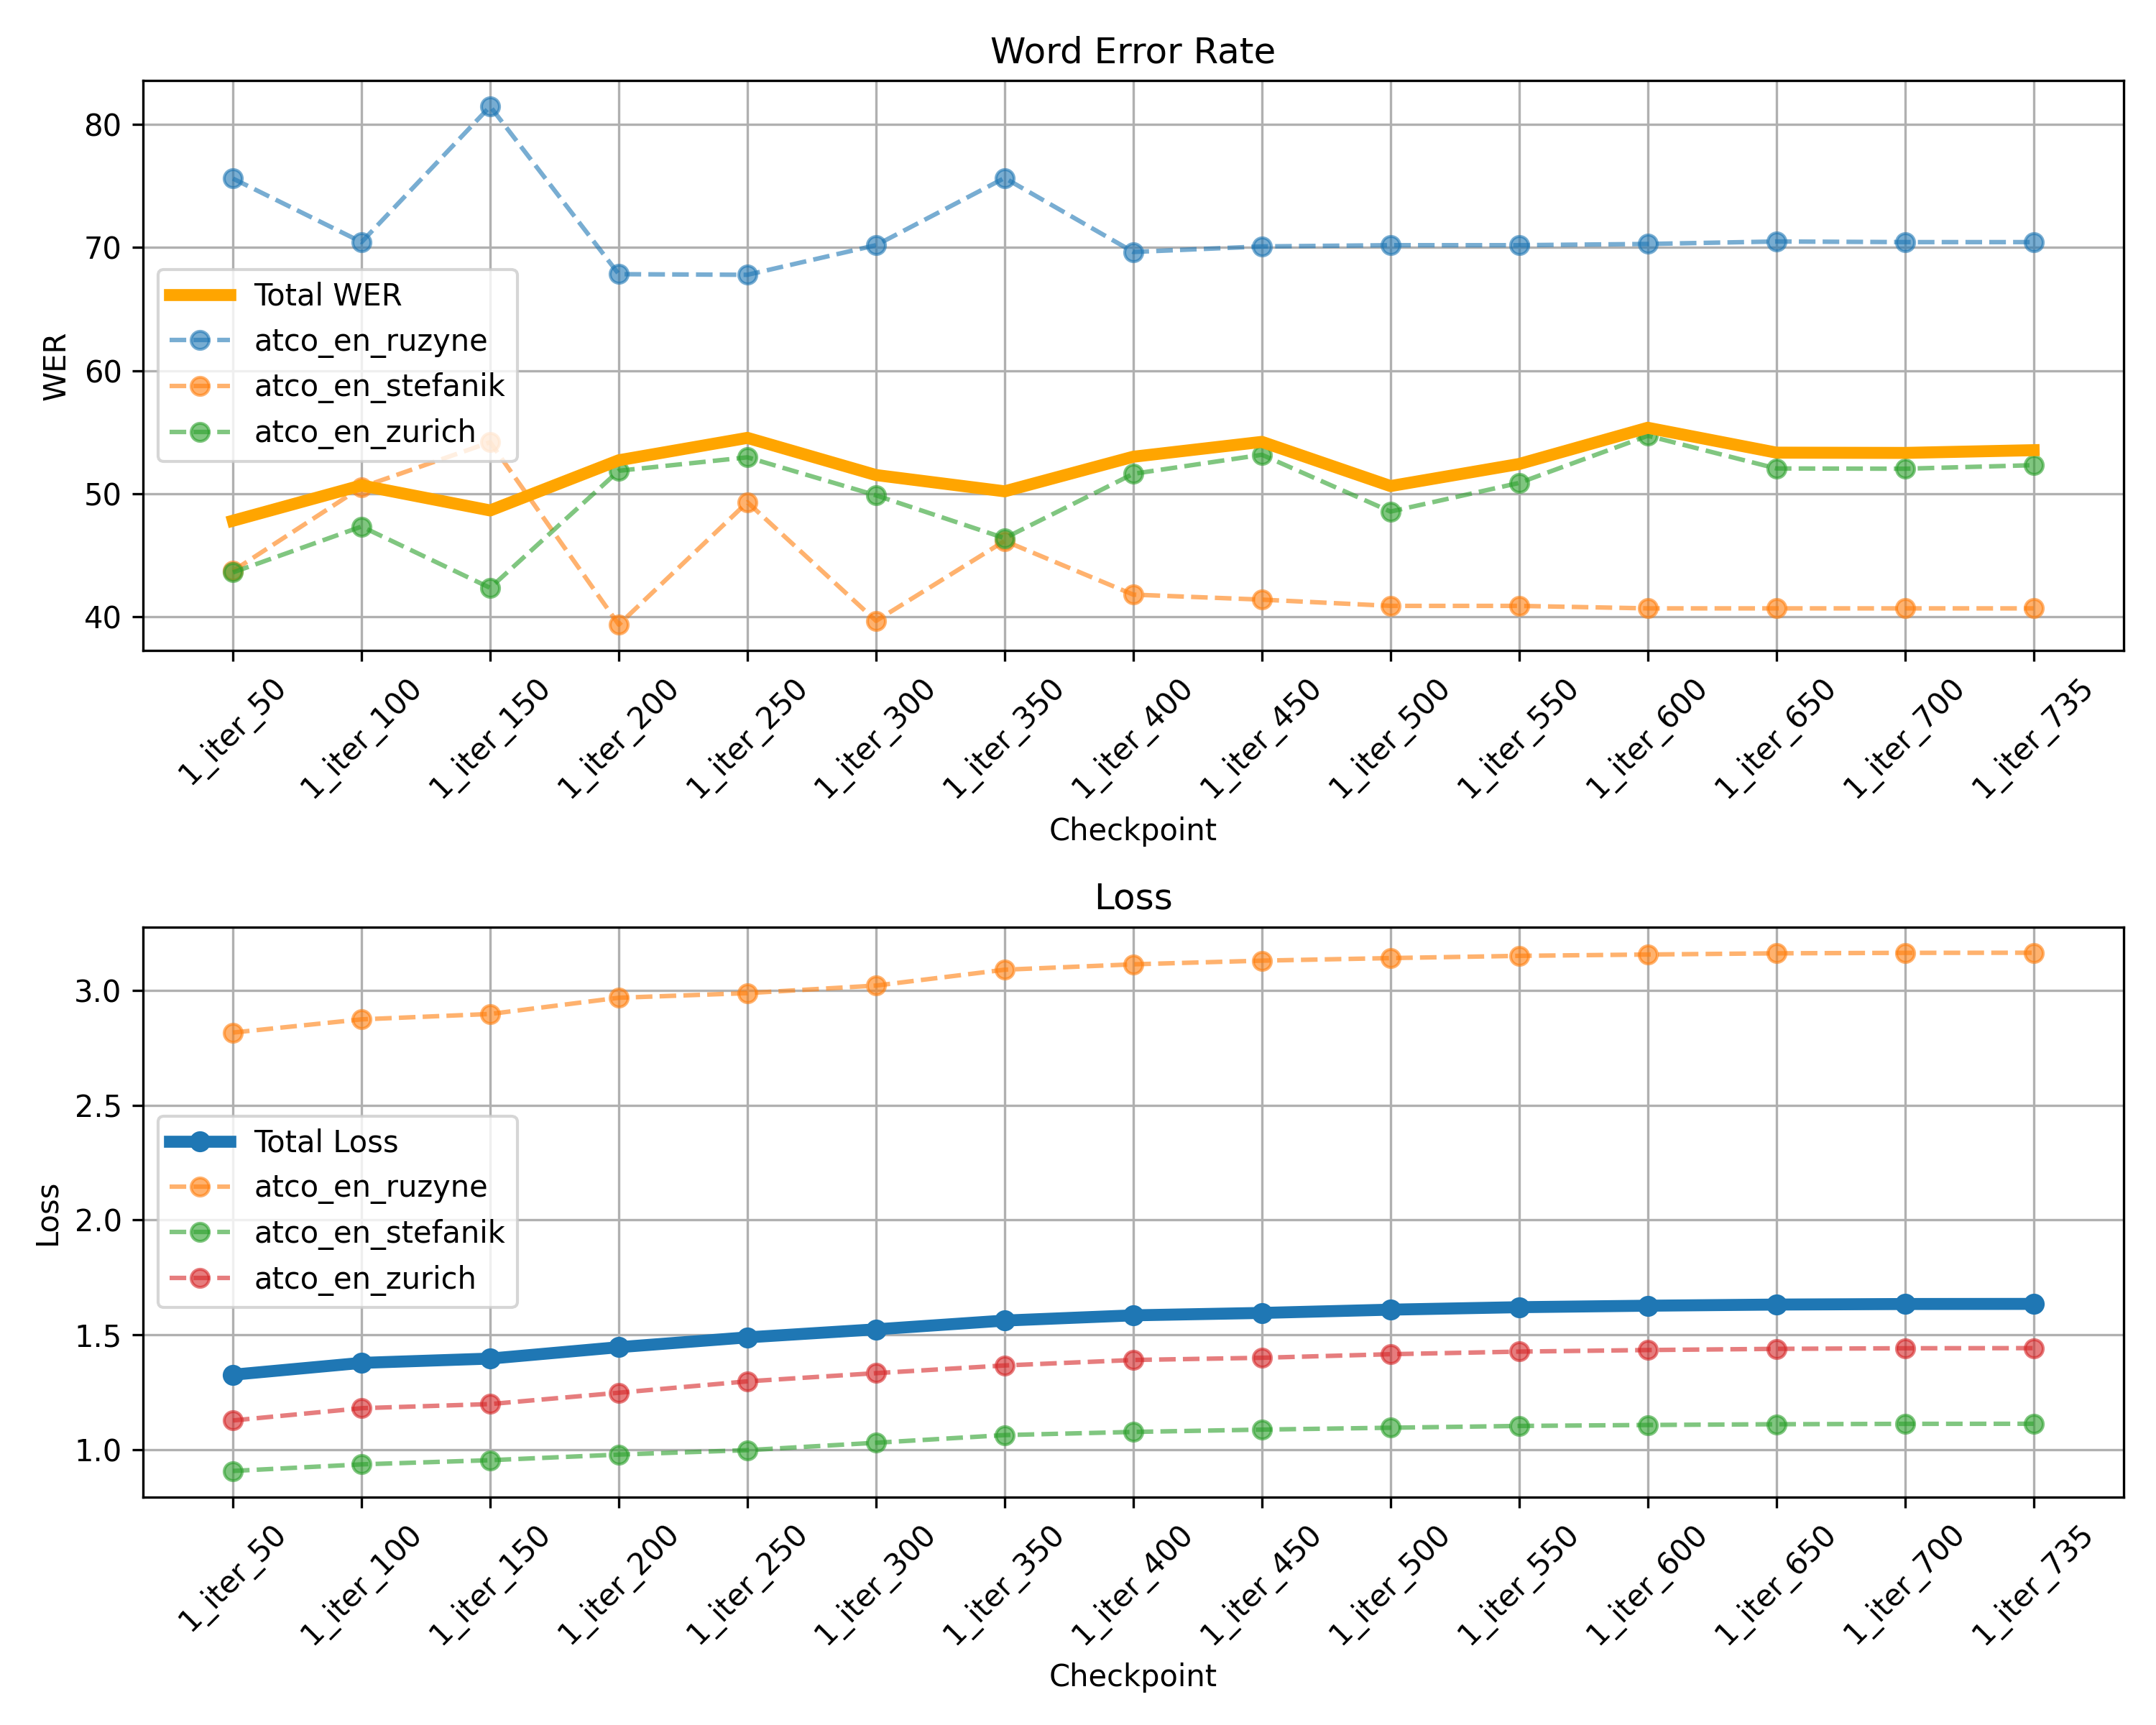 Word Error Rate
WER
80
70
60
50
40
Total WER
atco_en_ruzyne
atco_en_stefanik
atco_en_zurich
1_iter_50
1_iter_100
1_iter_150
1_iter_200
1_iter_250
1_iter_300
1_iter_350
1_iter_400
1_iter_450
1_iter_500
1_iter_550
1_iter_600
1_iter_650
1_iter_700
1_iter_735
Checkpoint
Loss
Loss
3.0
2.5
2.0
1.5
1.0
Total Loss
atco_en_ruzyne
atco_en_stefanik
atco_en_zurich
1_iter_50
1_iter_100
1_iter_150
1_iter_200
1_iter_250
1_iter_300
1_iter_350
1_iter_400
1_iter_450
1_iter_500
1_iter_550
1_iter_600
1_iter_650
1_iter_700
1_iter_735
Checkpoint